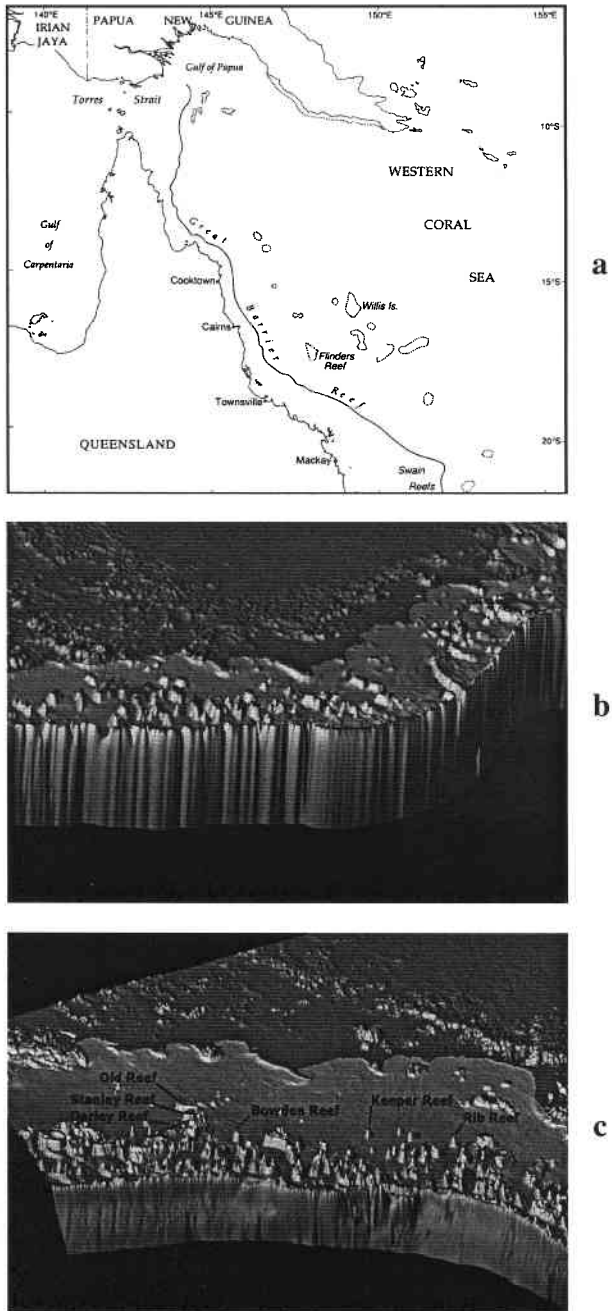 IRIAN JAYA
PAPUA NEW GUINEA
Gulf of Papua
Torres Strait
10°S
WESTERN
CORAL
SEA
Gulf
of
Carpentaria
Great Barrier Reef
Cooktown
15°S
Willis Is.
Cairns
Flinders
Reef
Townsville
QUEENSLAND
20°S
Mackay
Swain
Reefs
140°E
145°E
150°E
155°E
a
b
Old Reef
Stanley Reef
Darley Reef
Bowden Reef
Keeper Reef
Rib Reef
c